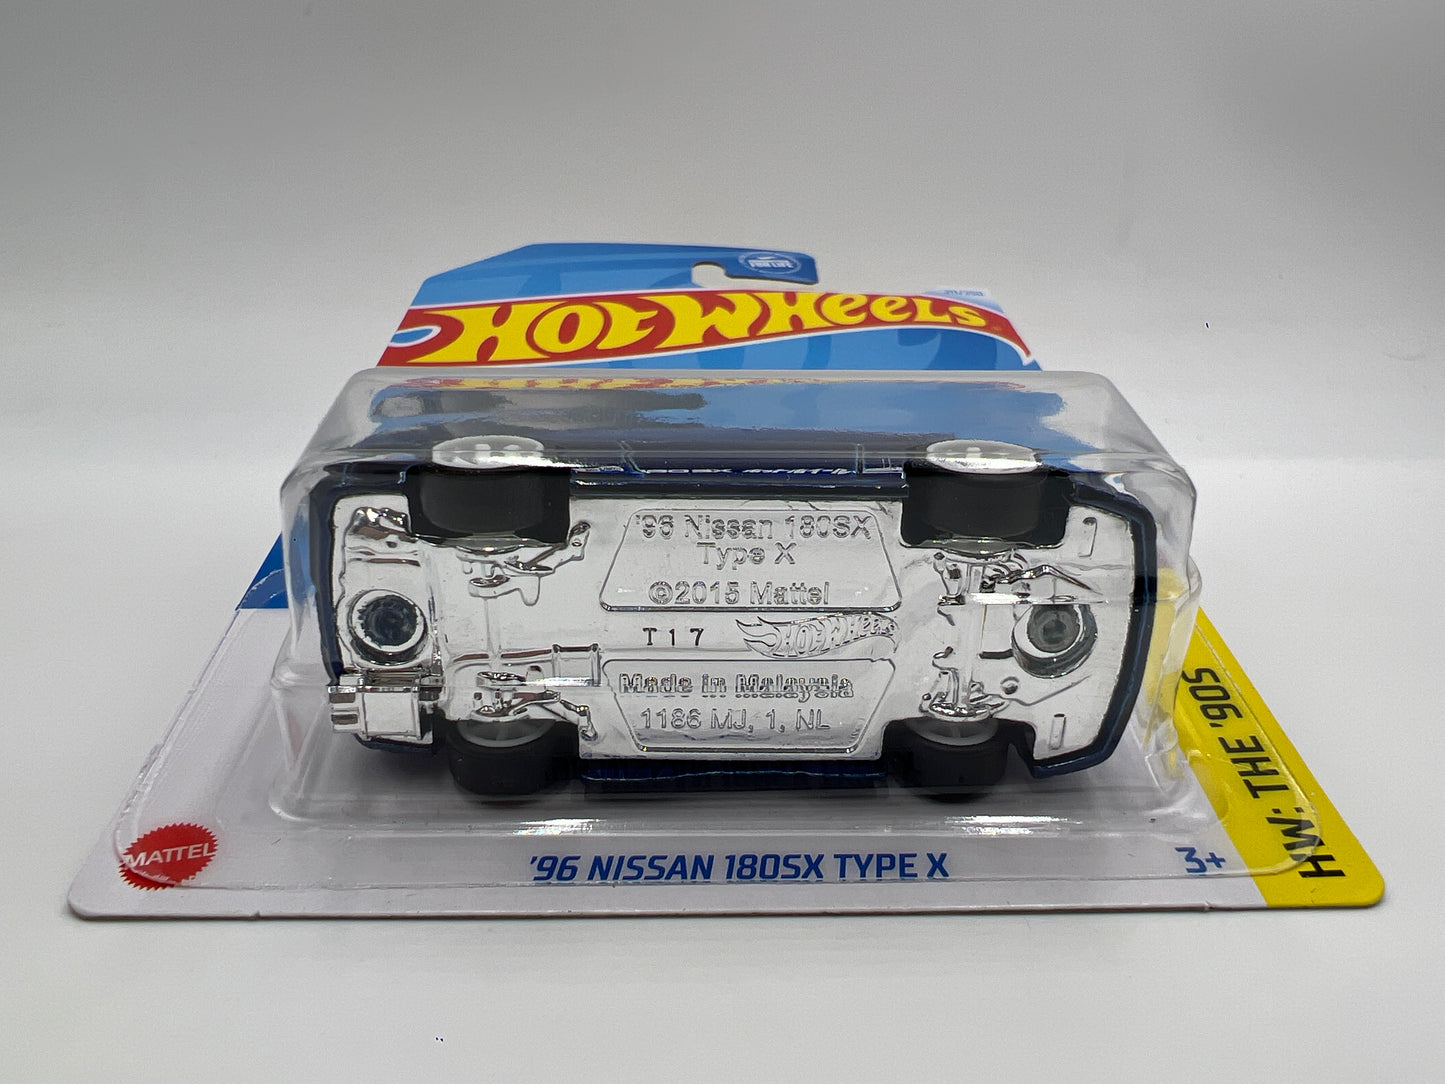 HOT WHEELS
'96 Nissan 180SX
Type X
©2015 Mattel
T17
HOT WHEELS
Made in Malaysia
1186 MJ, 1, NL
MATTEL
'96 NISSAN 180SX TYPE X
3+
HW: THE '90S